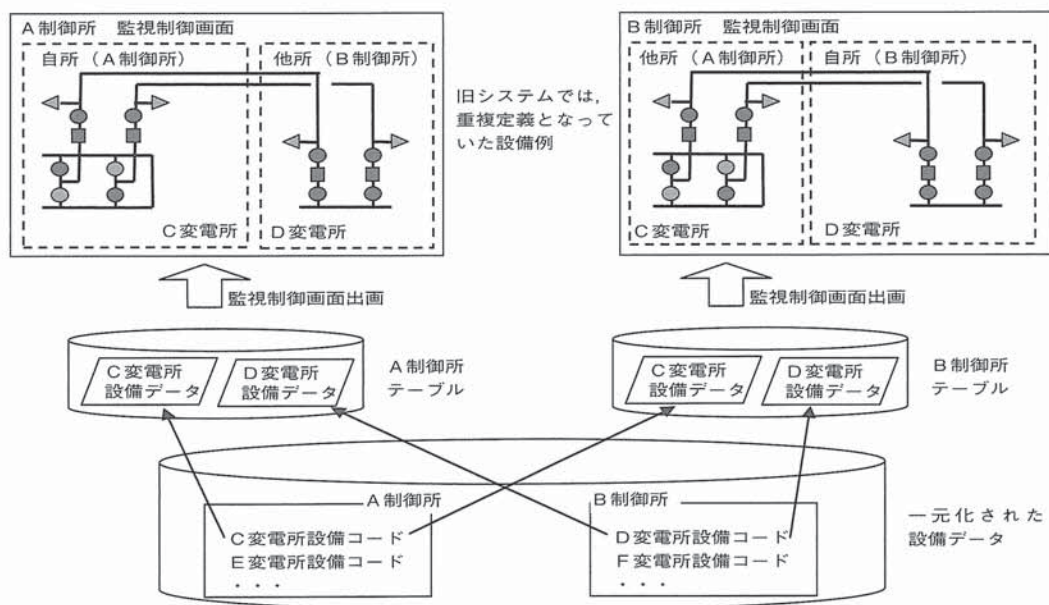 A制御所 監視制御画面
自所(A制御所)
他所(B制御所)
C変電所
D変電所
旧システムでは,
重複定義となって
いた設備例
B制御所 監視制御画面
他所(A制御所)
自所(B制御所)
C変電所
D変電所
監視制御画面出画
監視制御画面出画
C変電所
設備データ
D変電所
設備データ
A制御所
テーブル
C変電所
設備データ
D変電所
設備データ
B制御所
テーブル
A制御所
C変電所設備コード
E変電所設備コード
・・・
B制御所
D変電所設備コード
F変電所設備コード
・・・
一元化された
設備データ